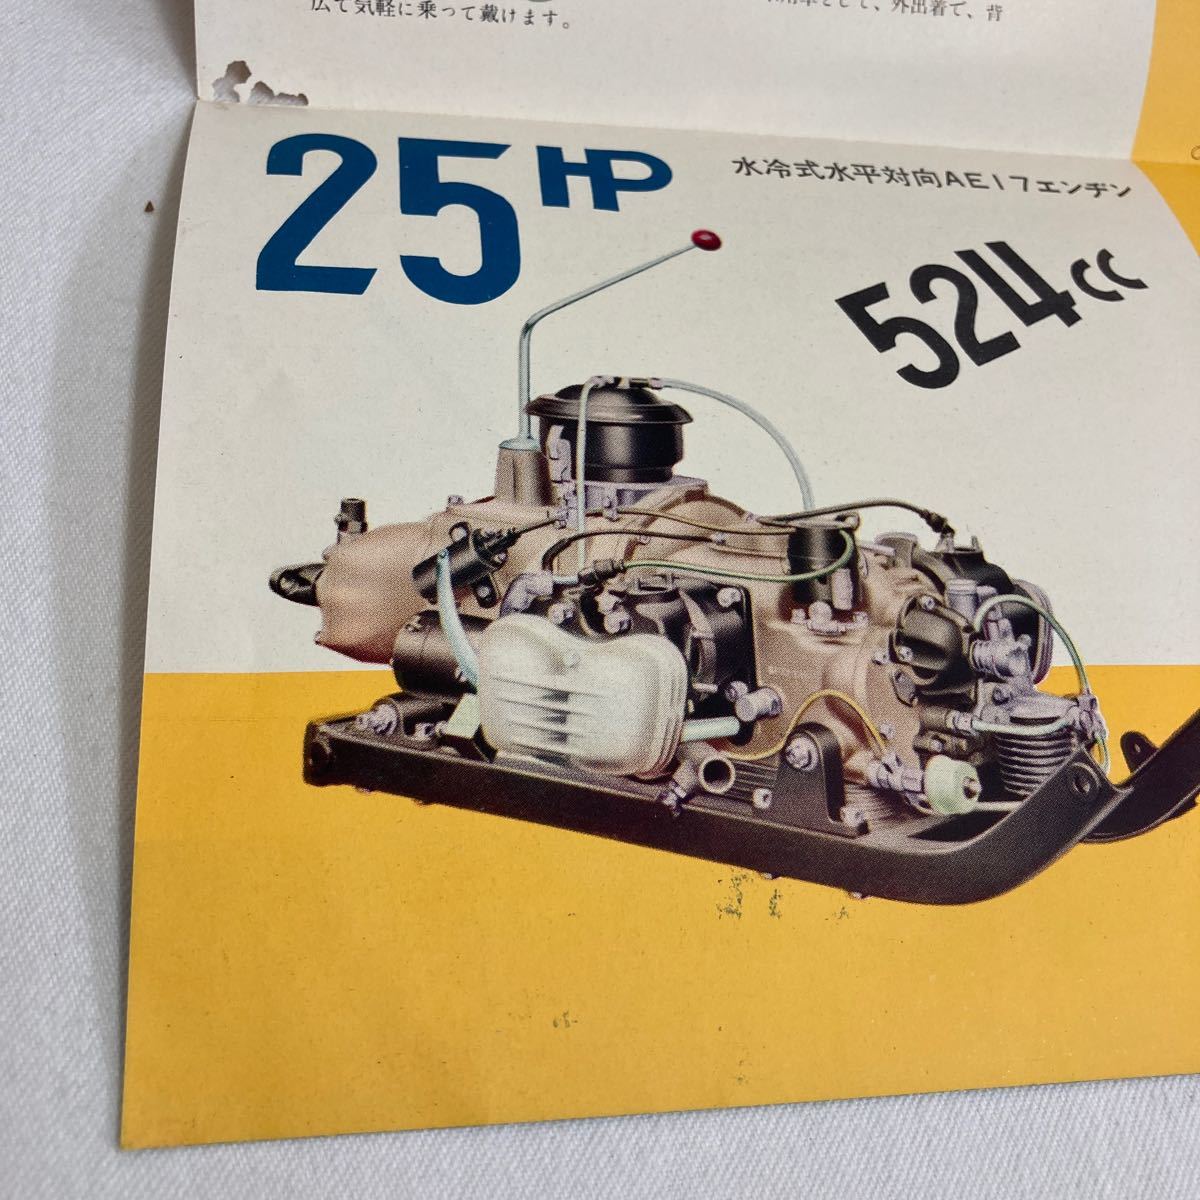 広て気軽に乗って戴けます。
用車として、外出着で、背
25HP
水冷式水平対向AE17エンヂン
524cc